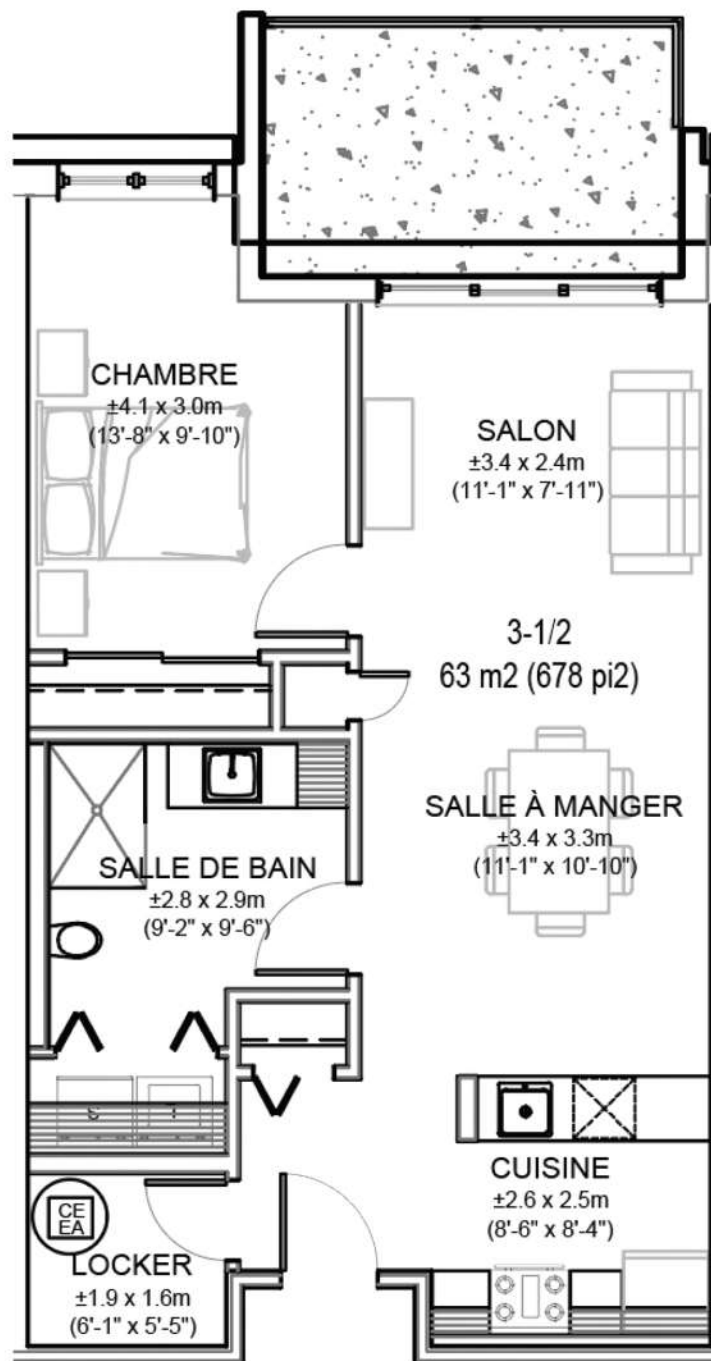 CHAMBRE
±4.1 x 3.0m
(13'-8" x 9'-10")
SALON
±3.4 x 2.4m
(11'-1" x 7'-11")
3-1/2
63 m2 (678 pi2)
SALLE À MANGER
±3.4 x 3.3m
(11'-1" x 10'-10")
SALLE DE BAIN
±2.8 x 2.9m
(9'-2" x 9'-6")
CUISINE
±2.6 x 2.5m
(8'-6" x 8'-4")
CE
EA
LOCKER
±1.9 x 1.6m
(6'-1" x 5'-5")